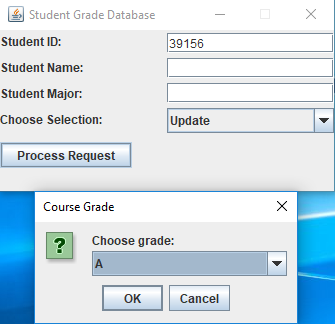 Student Grade Database
Student ID: 39156
Student Name:
Student Major:
Choose Selection: Update
Process Request
Course Grade
?
Choose grade:
A
OK Cancel